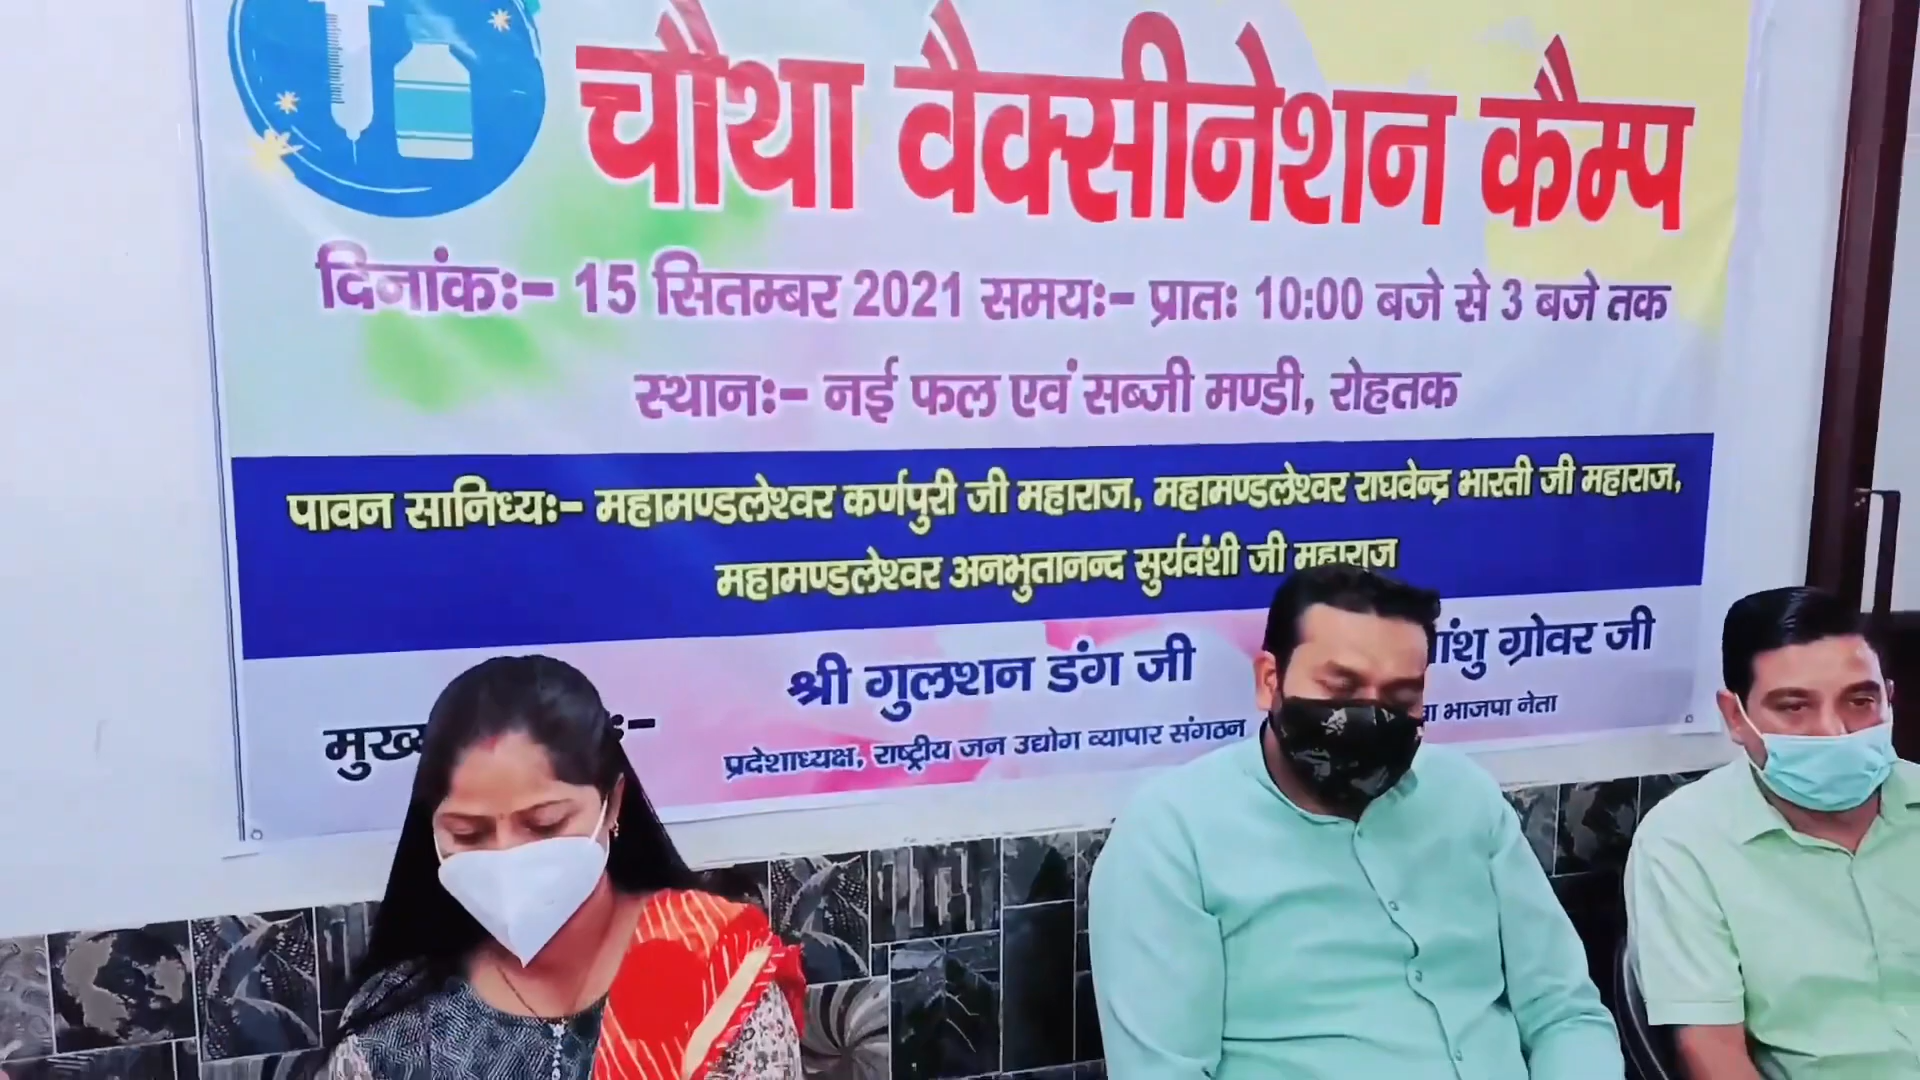 चौथा वैक्सीनेशन कैम्प
दिनांकः- 15 सितम्बर 2021 समयः- प्रातः 10:00 बजे से 3 बजे तक
स्थानः- नई फल एवं सब्जी मण्डी, रोहतक
पावन सानिध्यः- महामण्डलेश्वर कर्णपुरी जी महाराज, महामण्डलेश्वर राघवेन्द्र भारती जी महाराज,
महामण्डलेश्वर अनभुतानन्द सुर्यवंशी जी महाराज
श्री गुलशन डंग जी
ग्रोवर जी
प्रदेशाध्यक्ष, राष्ट्रीय जन उद्योग व्यापार संगठन
भाजपा नेता